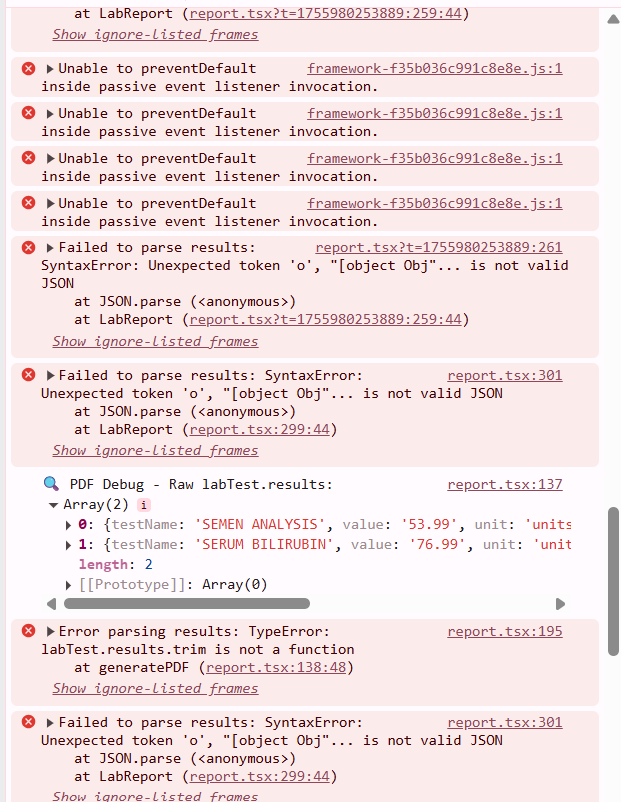 at LabReport (report.tsx?t=1755980253889:259:44)
Show ignore-listed frames
Unable to preventDefault framework-f35b036c991c8e8e.js:1
inside passive event listener invocation.
Unable to preventDefault framework-f35b036c991c8e8e.js:1
inside passive event listener invocation.
Unable to preventDefault framework-f35b036c991c8e8e.js:1
inside passive event listener invocation.
Unable to preventDefault framework-f35b036c991c8e8e.js:1
inside passive event listener invocation.
Failed to parse results: report.tsx?t=1755980253889:261
SyntaxError: Unexpected token 'o', "[object Obj"... is not valid
JSON
at JSON.parse (<anonymous>)
at LabReport (report.tsx?t=1755980253889:259:44)
Show ignore-listed frames
Failed to parse results: SyntaxError: report.tsx:301
Unexpected token 'o', "[object Obj"... is not valid JSON
at JSON.parse (<anonymous>)
at LabReport (report.tsx:299:44)
Show ignore-listed frames
PDF Debug - Raw labTest.results: report.tsx:137
Array(2) i
0: {testName: 'SEMEN ANALYSIS', value: '53.99', unit: 'units
1: {testName: 'SERUM BILIRUBIN', value: '76.99', unit: 'unit
length: 2
[[Prototype]]: Array(0)
Error parsing results: TypeError: report.tsx:195
labTest.results.trim is not a function
at generatePDF (report.tsx:138:48)
Show ignore-listed frames
Failed to parse results: SyntaxError: report.tsx:301
Unexpected token 'o', "[object Obj"... is not valid JSON
at JSON.parse (<anonymous>)
at LabReport (report.tsx:299:44)
Show ignore-listed frames